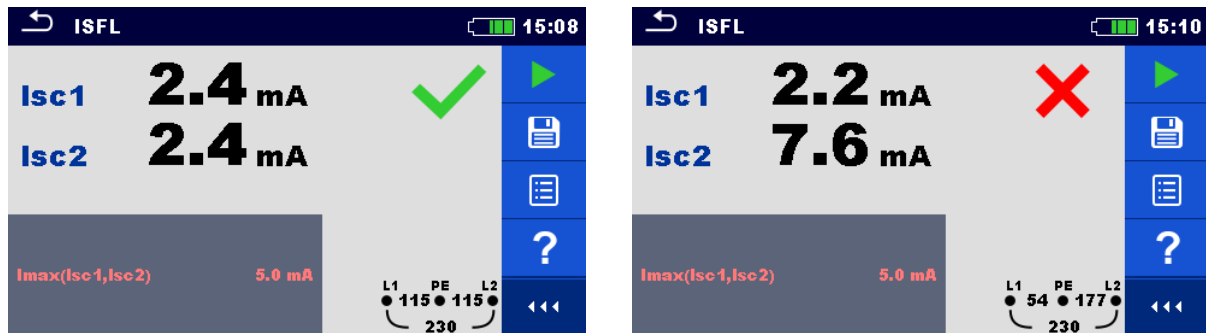 ISFL 15:08
Isc1 2.4 mA
Isc2 2.4 mA
?
Imax(Isc1,Isc2) 5.0 mA
L1 PE L2
115 115
230
ISFL 15:10
Isc1 2.2 mA
Isc2 7.6 mA
?
Imax(Isc1,Isc2) 5.0 mA
L1 PE L2
54 177
230